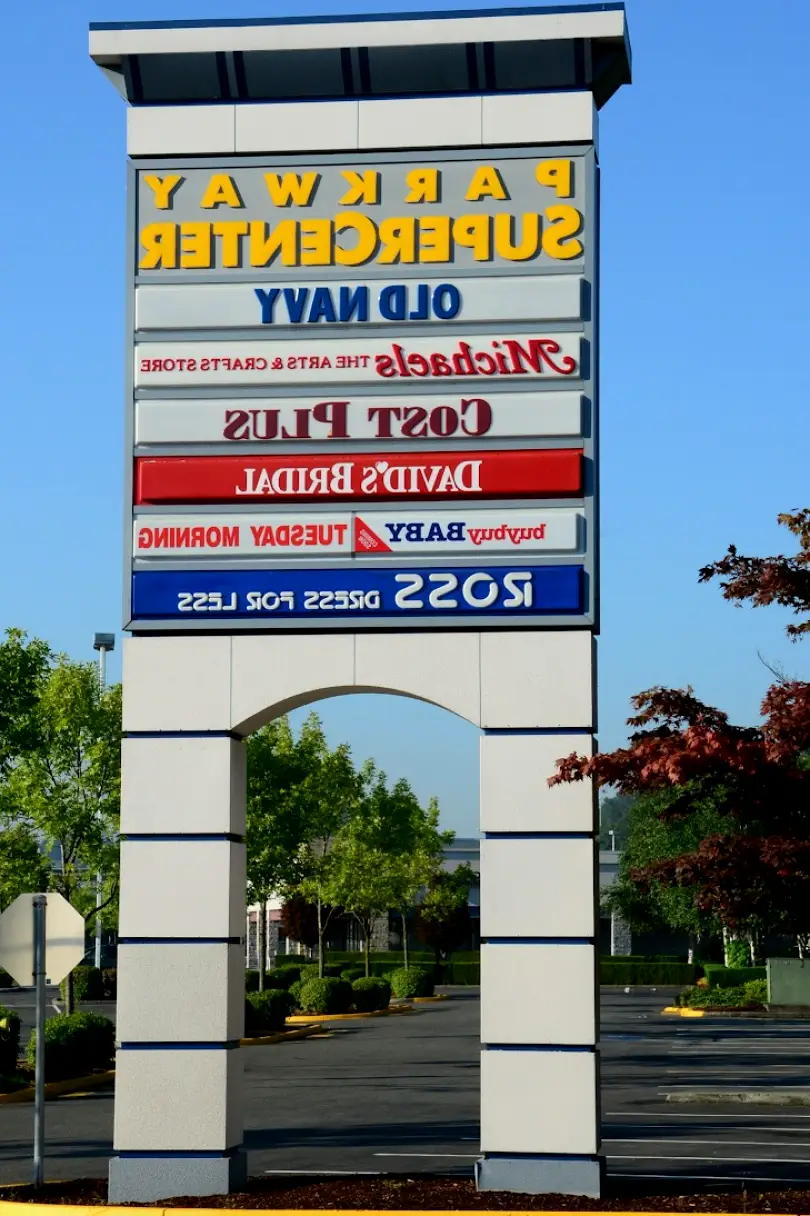 PARKWAY
SUPERCENTER
OLD NAVY
Michaels THE ARTS & CRAFTS STORE
COST PLUS
DAVID'S BRIDAL
buybuy BABY TUESDAY MORNING
ROSS DRESS FOR LESS